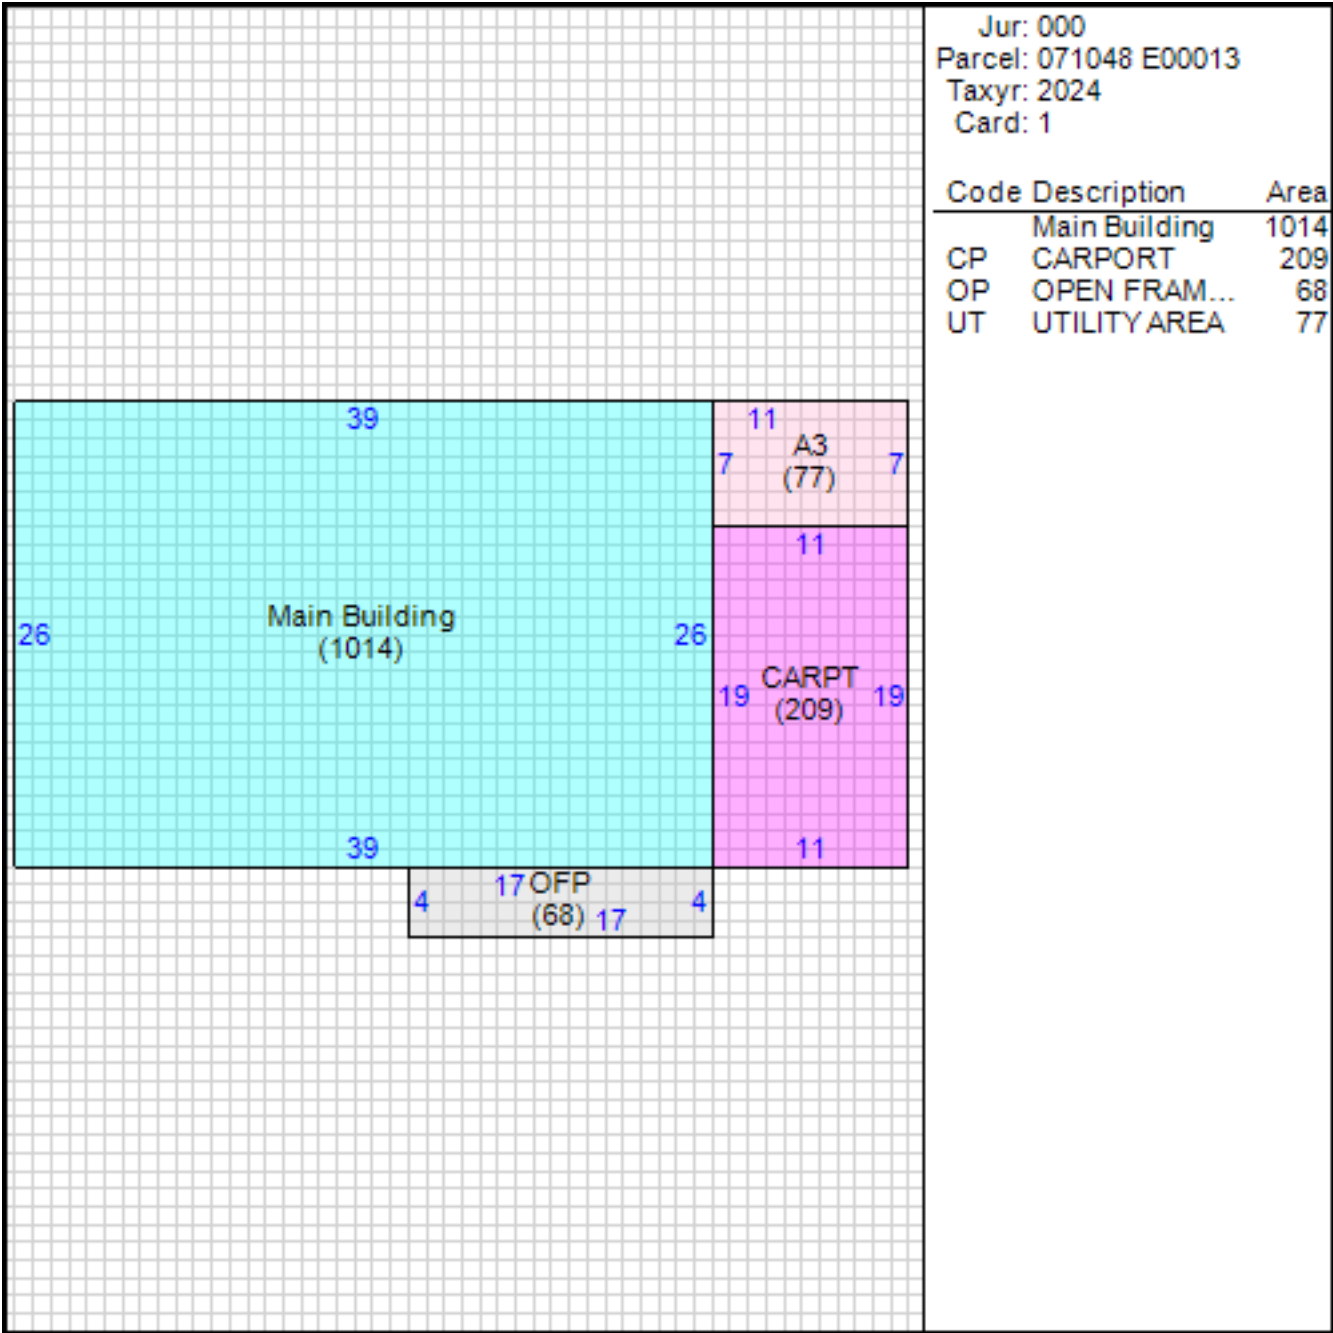 Jur: 000
Parcel: 071048 E00013
Taxyr: 2024
Card: 1
Code Description Area
Main Building 1014
CP CARPORT 209
OP OPEN FRAM... 68
UT UTILITY AREA 77
39
11
A3
7 7
(77)
11
Main Building
26 26
(1014)
CARPT
19 19
(209)
39
11
17 OFP
4 4
(68) 17